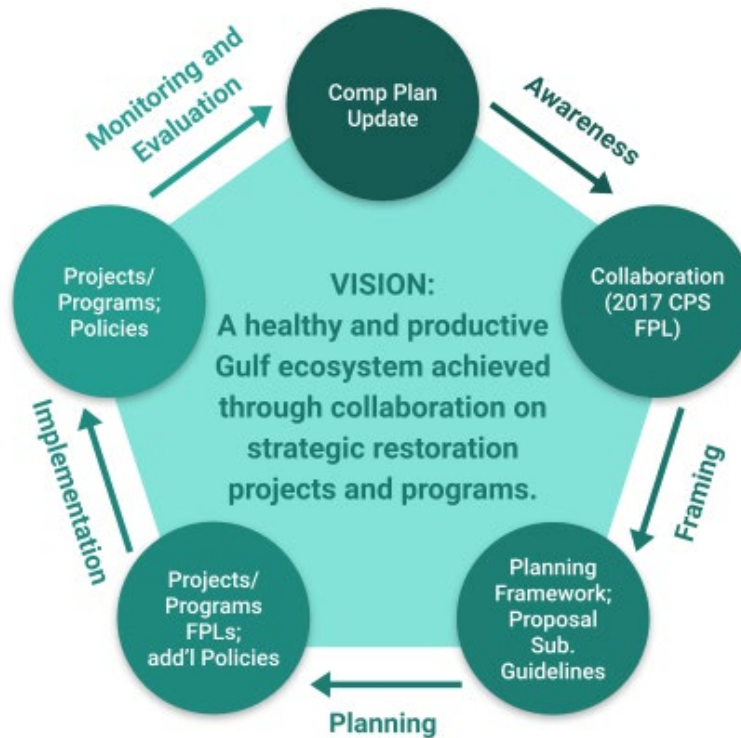 Comp Plan
Update
Awareness
Collaboration
(2017 CPS
FPL)
Framing
Planning
Framework;
Proposal
Sub.
Guidelines
Planning
Projects/
Programs
FPLs;
add'l Policies
Implementation
Projects/
Programs;
Policies
Monitoring and
Evaluation
VISION:
A healthy and productive
Gulf ecosystem achieved
through collaboration on
strategic restoration
projects and programs.